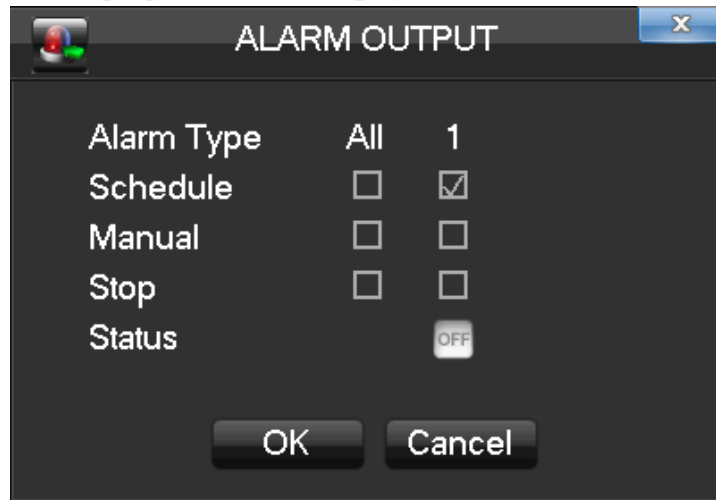 ALARM OUTPUT
X
Alarm Type All 1
Schedule
Manual
Stop
Status OFF
OK Cancel